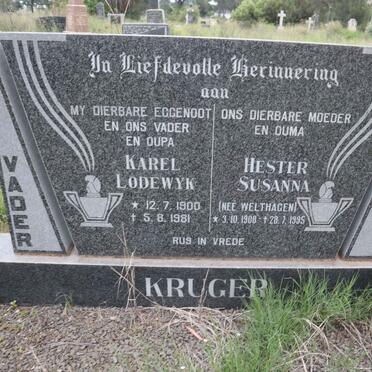 In Liefdevolle Herinnering
aan
MY DIERBARE EGGENOOT
EN ONS VADER
EN OUPA
KAREL
LODEWYK
* 12.7.1900
† 5.8.1981
ONS DIERBARE MOEDER
EN OUMA
HESTER
SUSANNA
(NEÉ WELTHAGEN)
* 3.10.1908 † 28.7.1995
RUS IN VREDE
VADER
KRUGER